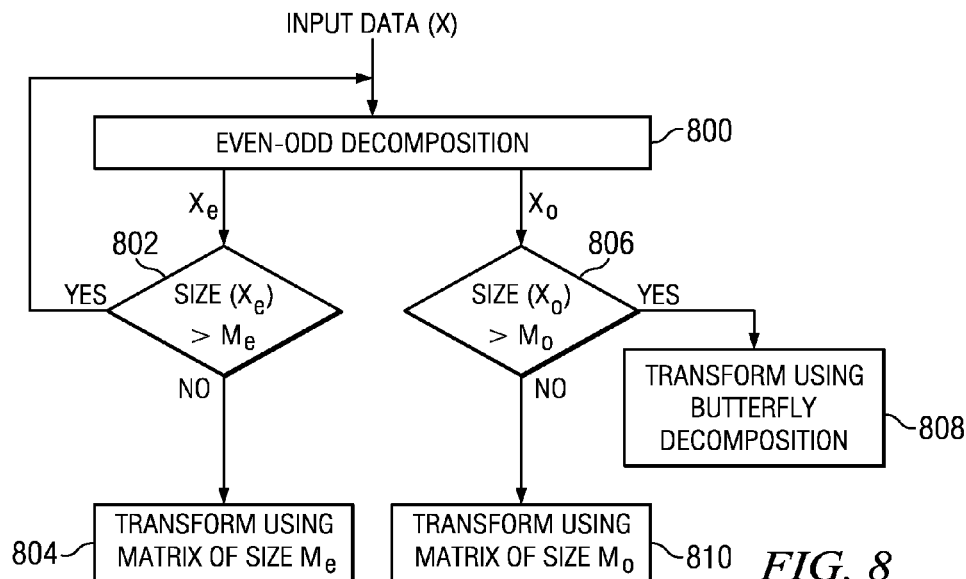 INPUT DATA (X)
EVEN-ODD DECOMPOSITION
800
Xe
Xo
802
806
YES
SIZE (Xe)
> Me
SIZE (Xo)
> Mo
YES
NO
NO
TRANSFORM USING
BUTTERFLY
DECOMPOSITION
808
804
TRANSFORM USING
MATRIX OF SIZE Me
TRANSFORM USING
MATRIX OF SIZE Mo
810
FIG. 8